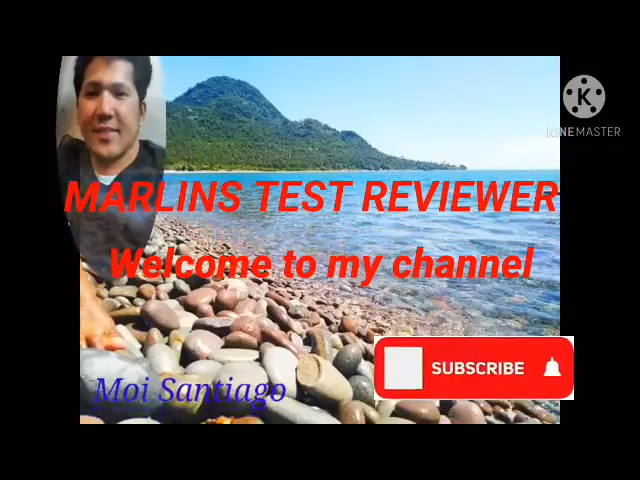 KINEMASTER
MARLINS TEST REVIEWER
Welcome to my channel
SUBSCRIBE
Moi Santiago